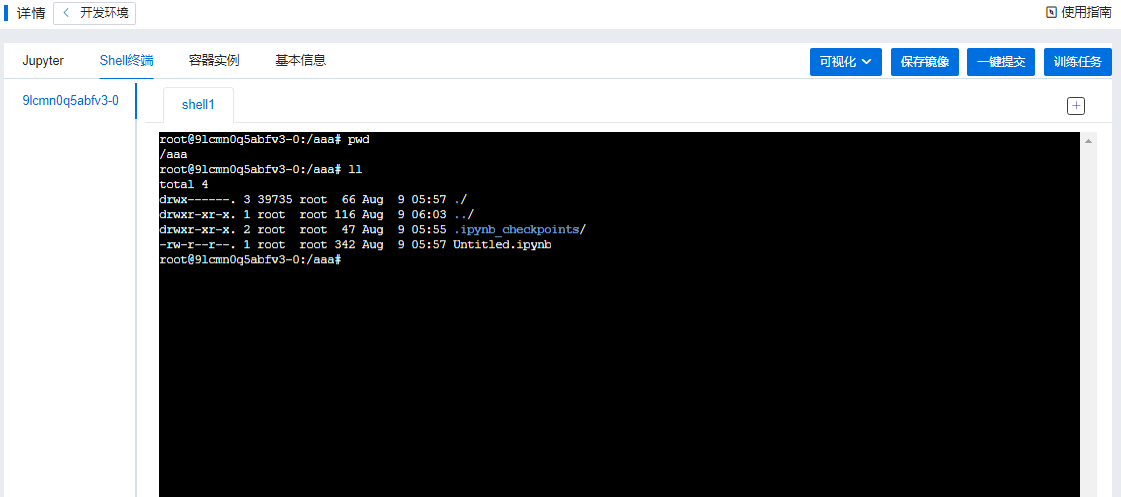 详情 开发环境 使用指南
Jupyter Shell终端 容器实例 基本信息 可视化 保存镜像 一键提交 训练任务
9lcmn0q5abfv3-0 shell1
root@9lcmn0q5abfv3-0:/aaa# pwd
/aaa
root@9lcmn0q5abfv3-0:/aaa# ll
total 4
drwx------. 3 39735 root  66 Aug  9 05:57 ./
drwxr-xr-x. 1 root  root 116 Aug  9 06:03 ../
drwxr-xr-x. 2 root  root  47 Aug  9 05:55 .ipynb_checkpoints/
-rw-r--r--. 1 root  root 342 Aug  9 05:57 Untitled.ipynb
root@9lcmn0q5abfv3-0:/aaa#